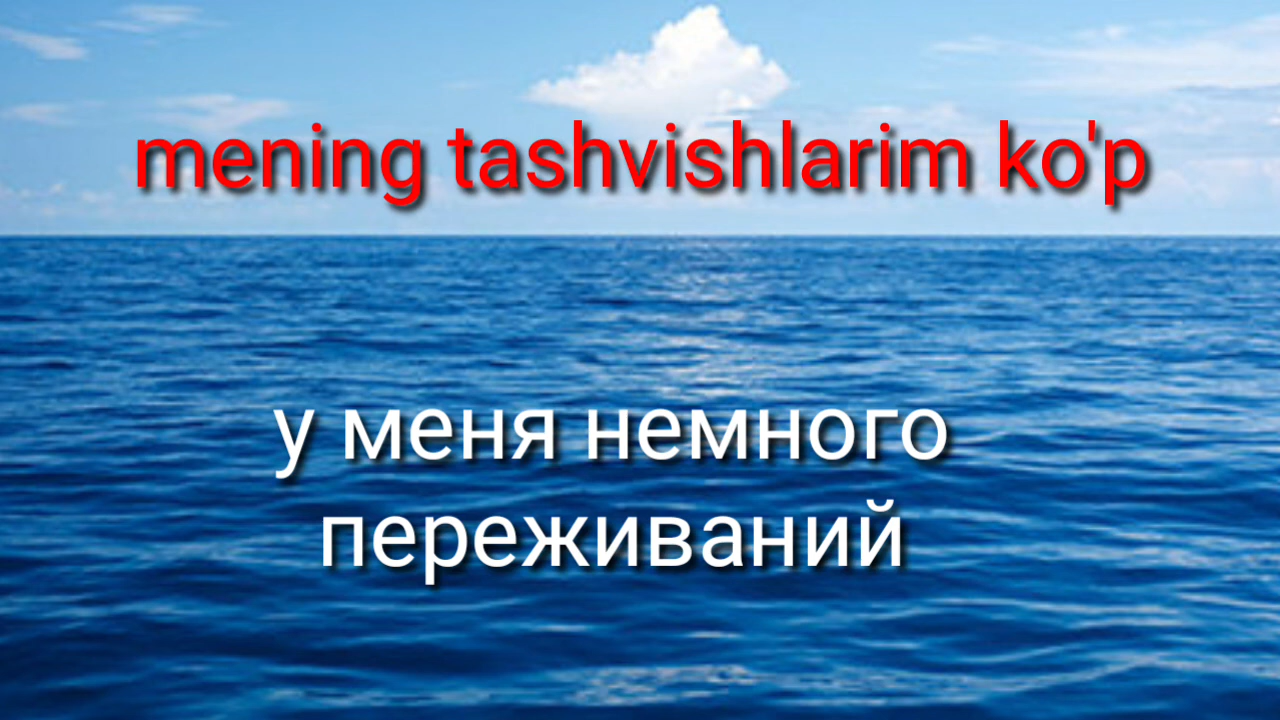 mening tashvishlarim ko'p
у меня немного
переживаний